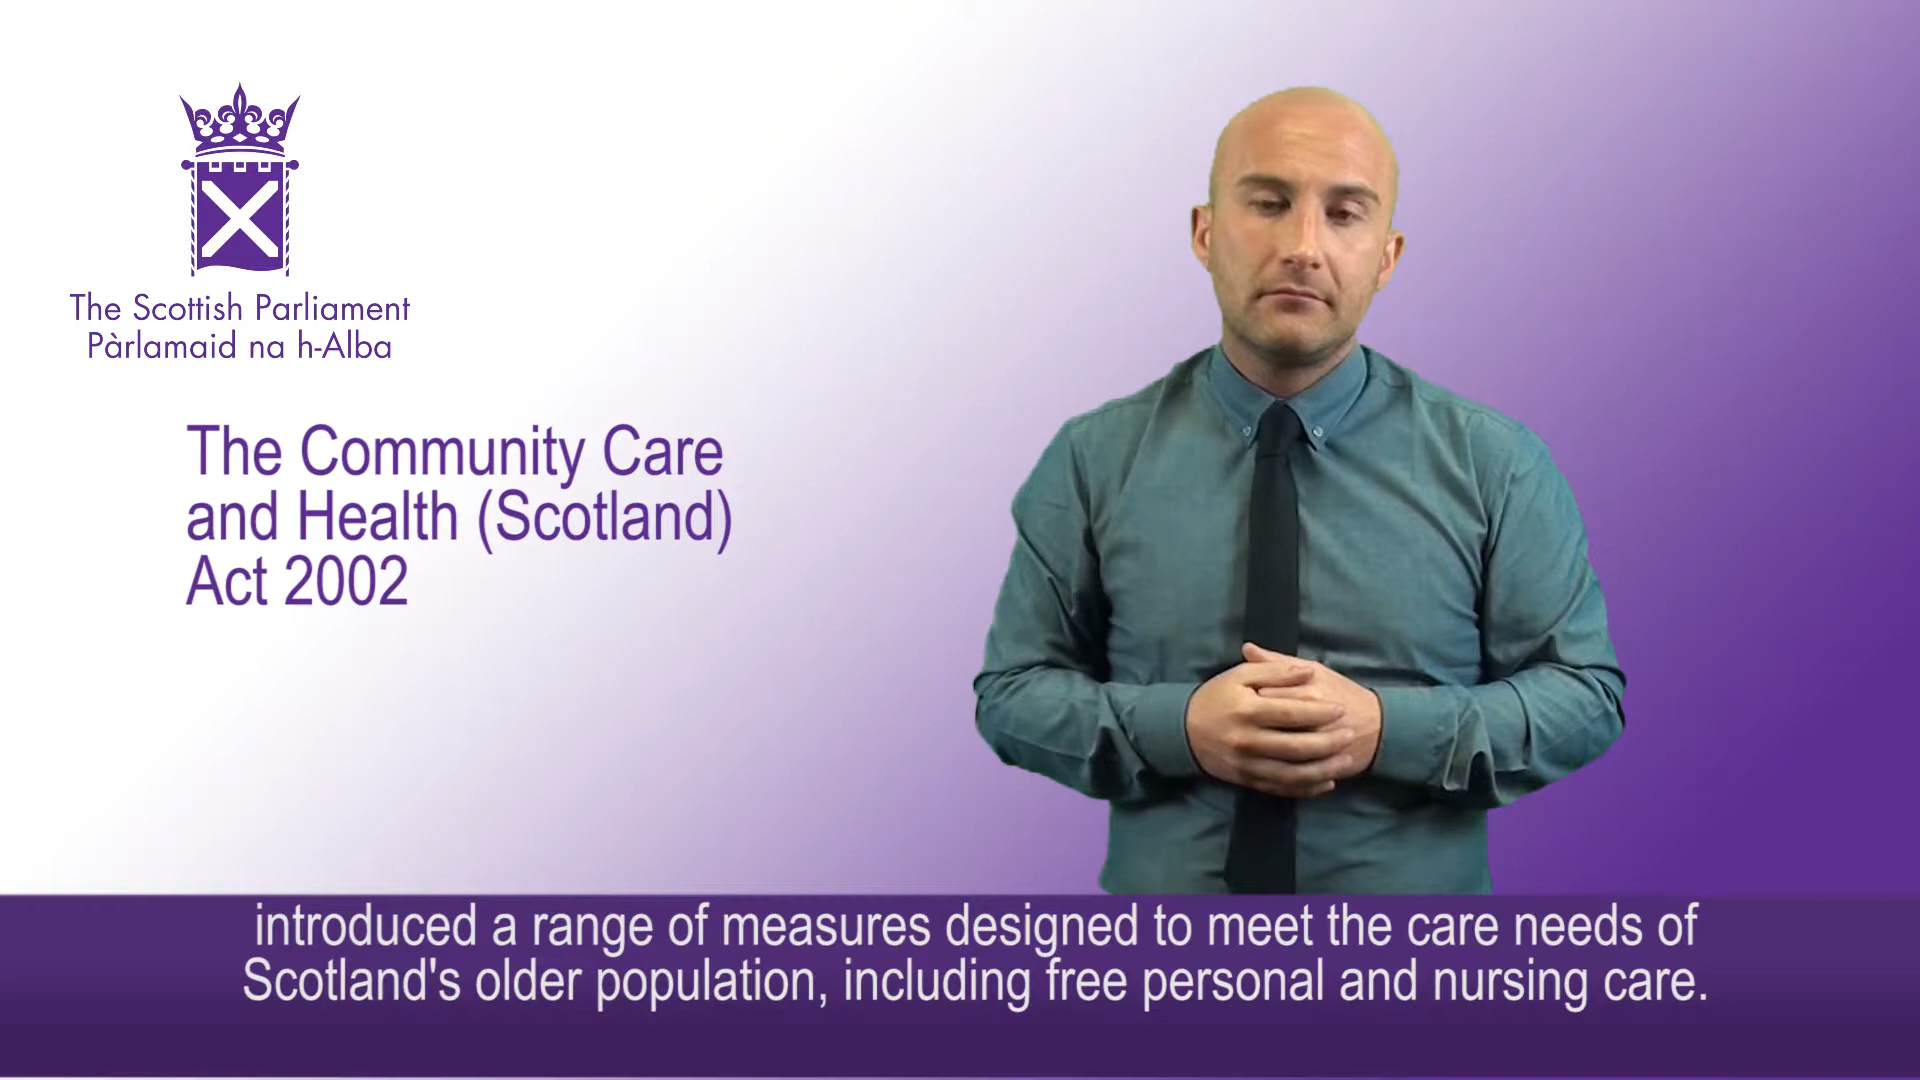 The Scottish Parliament
Pàrlamaid na h-Alba
The Community Care
and Health (Scotland)
Act 2002
introduced a range of measures designed to meet the care needs of
Scotland's older population, including free personal and nursing care.